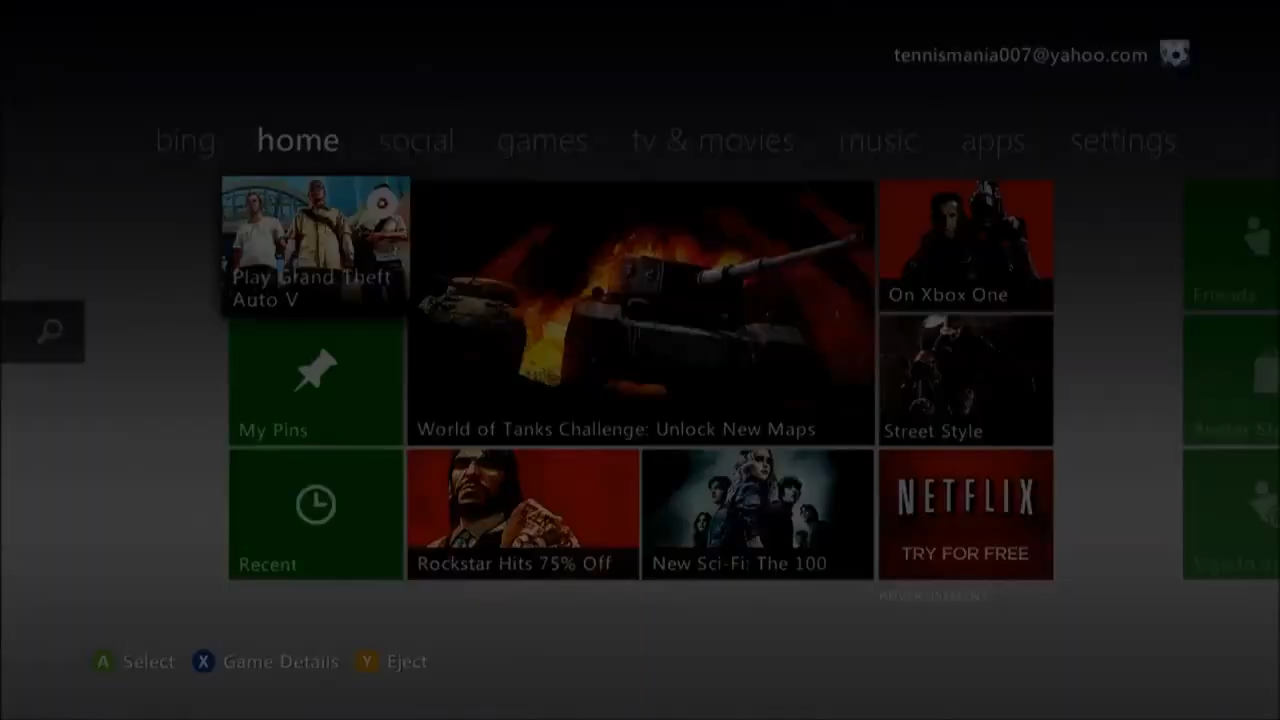 tennismania007@yahoo.com
bing home social games tv & movies music apps settings
Play Grand Theft
Auto V
On Xbox One
Friends
My Pins
World of Tanks Challenge: Unlock New Maps
Street Style
Recent
Rockstar Hits 75% Off
New Sci-Fi: The 100
NETFLIX
TRY FOR FREE
ADVERTISEMENT
A Select X Game Details Y Eject